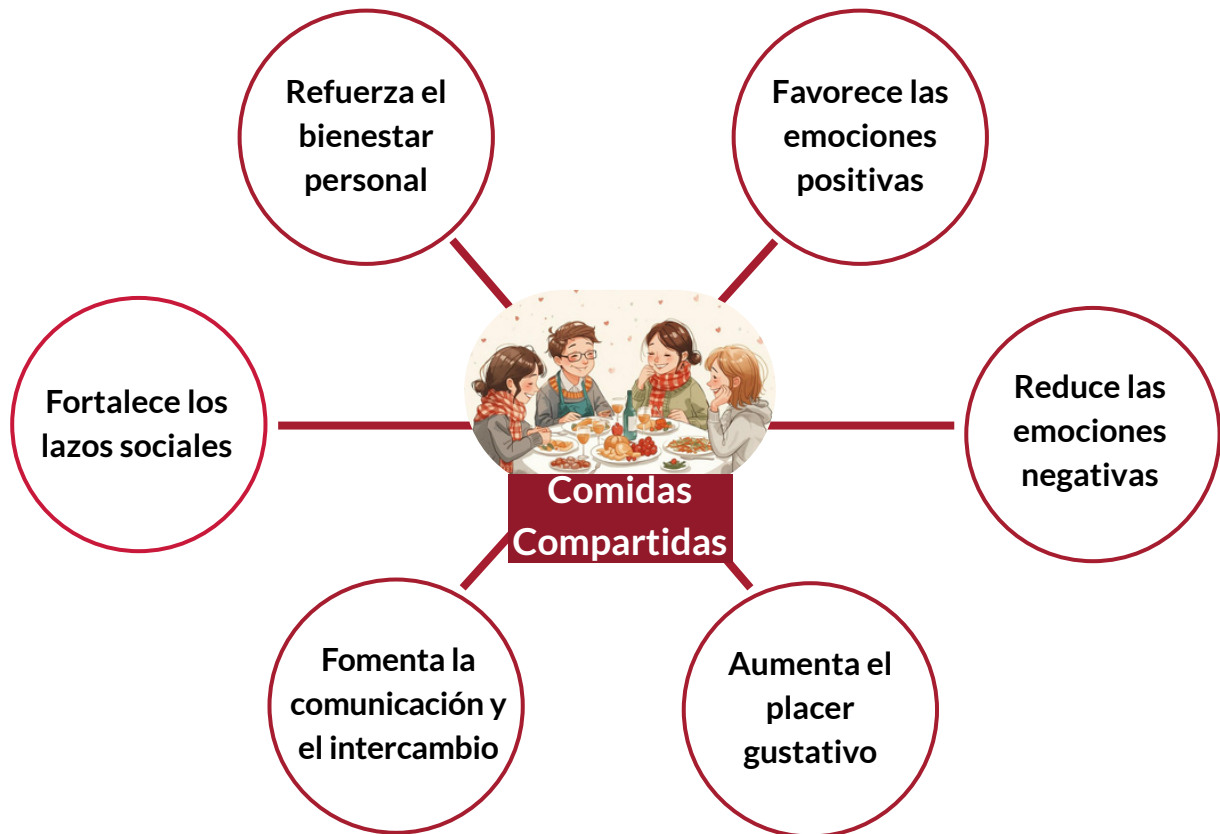 Refuerza el
bienestar
personal
Favorece las
emociones
positivas
Fortalece los
lazos sociales
Reduce las
emociones
negativas
Comidas
Compartidas
Fomenta la
comunicación y
el intercambio
Aumenta el
placer
gustativo